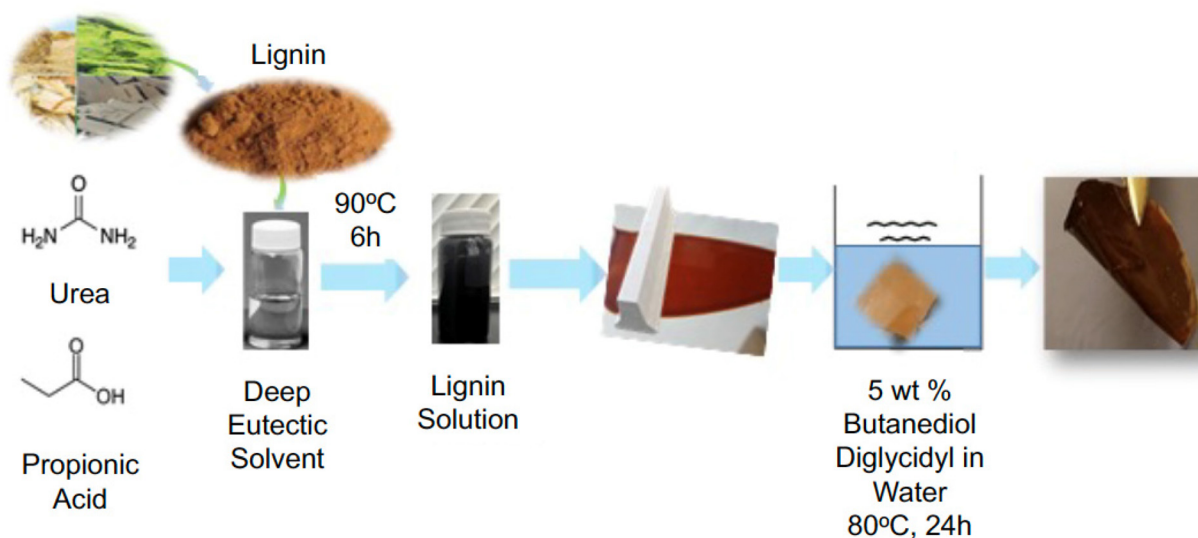 Lignin
O
H₂N NH₂
Urea
O
OH
Propionic
Acid
Deep
Eutectic
Solvent
90ºC
6h
Lignin
Solution
5 wt %
Butanediol
Diglycidyl in
Water
80ºC, 24h